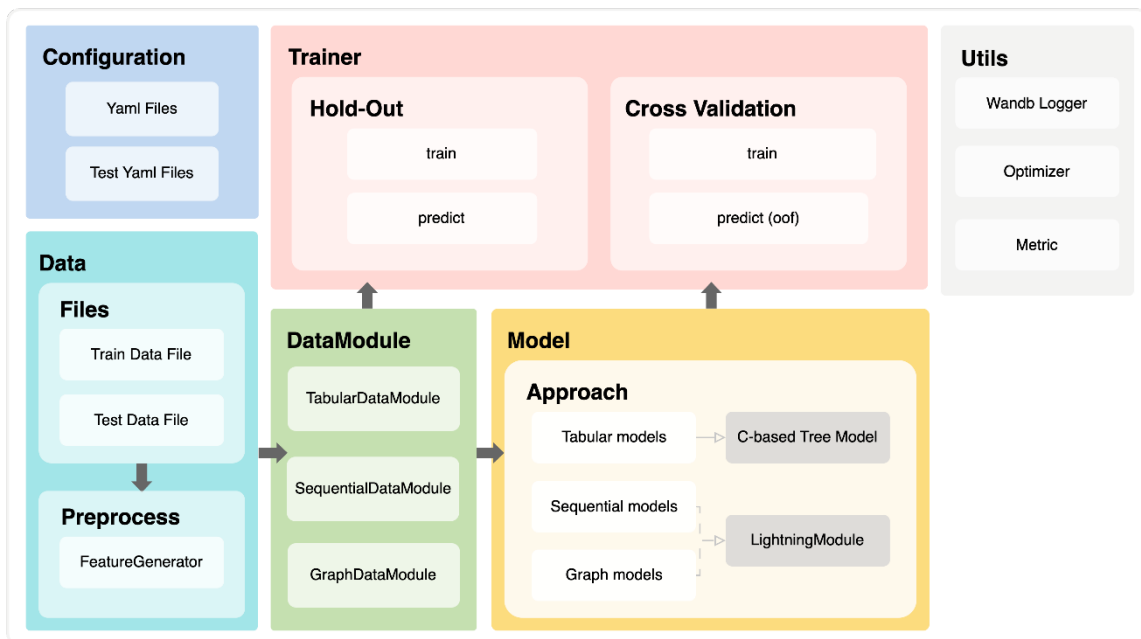 Configuration
Yaml Files
Test Yaml Files
Data
Files
Train Data File
Test Data File
Preprocess
FeatureGenerator
Trainer
Hold-Out
train
predict
Cross Validation
train
predict (oof)
DataModule
TabularDataModule
SequentialDataModule
GraphDataModule
Model
Approach
Tabular models
C-based Tree Model
Sequential models
LightningModule
Graph models
Utils
Wandb Logger
Optimizer
Metric